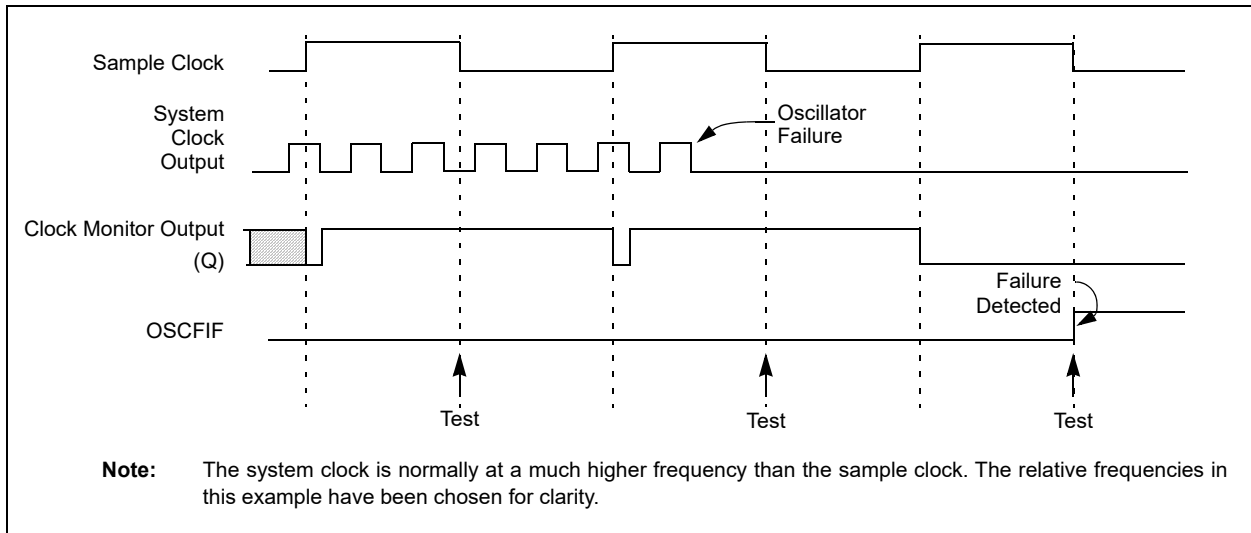 Sample Clock
System
Clock
Output
Oscillator
Failure
Clock Monitor Output
(Q)
Failure
Detected
OSCFIF
Test
Test
Test
Note: The system clock is normally at a much higher frequency than the sample clock. The relative frequencies in
this example have been chosen for clarity.